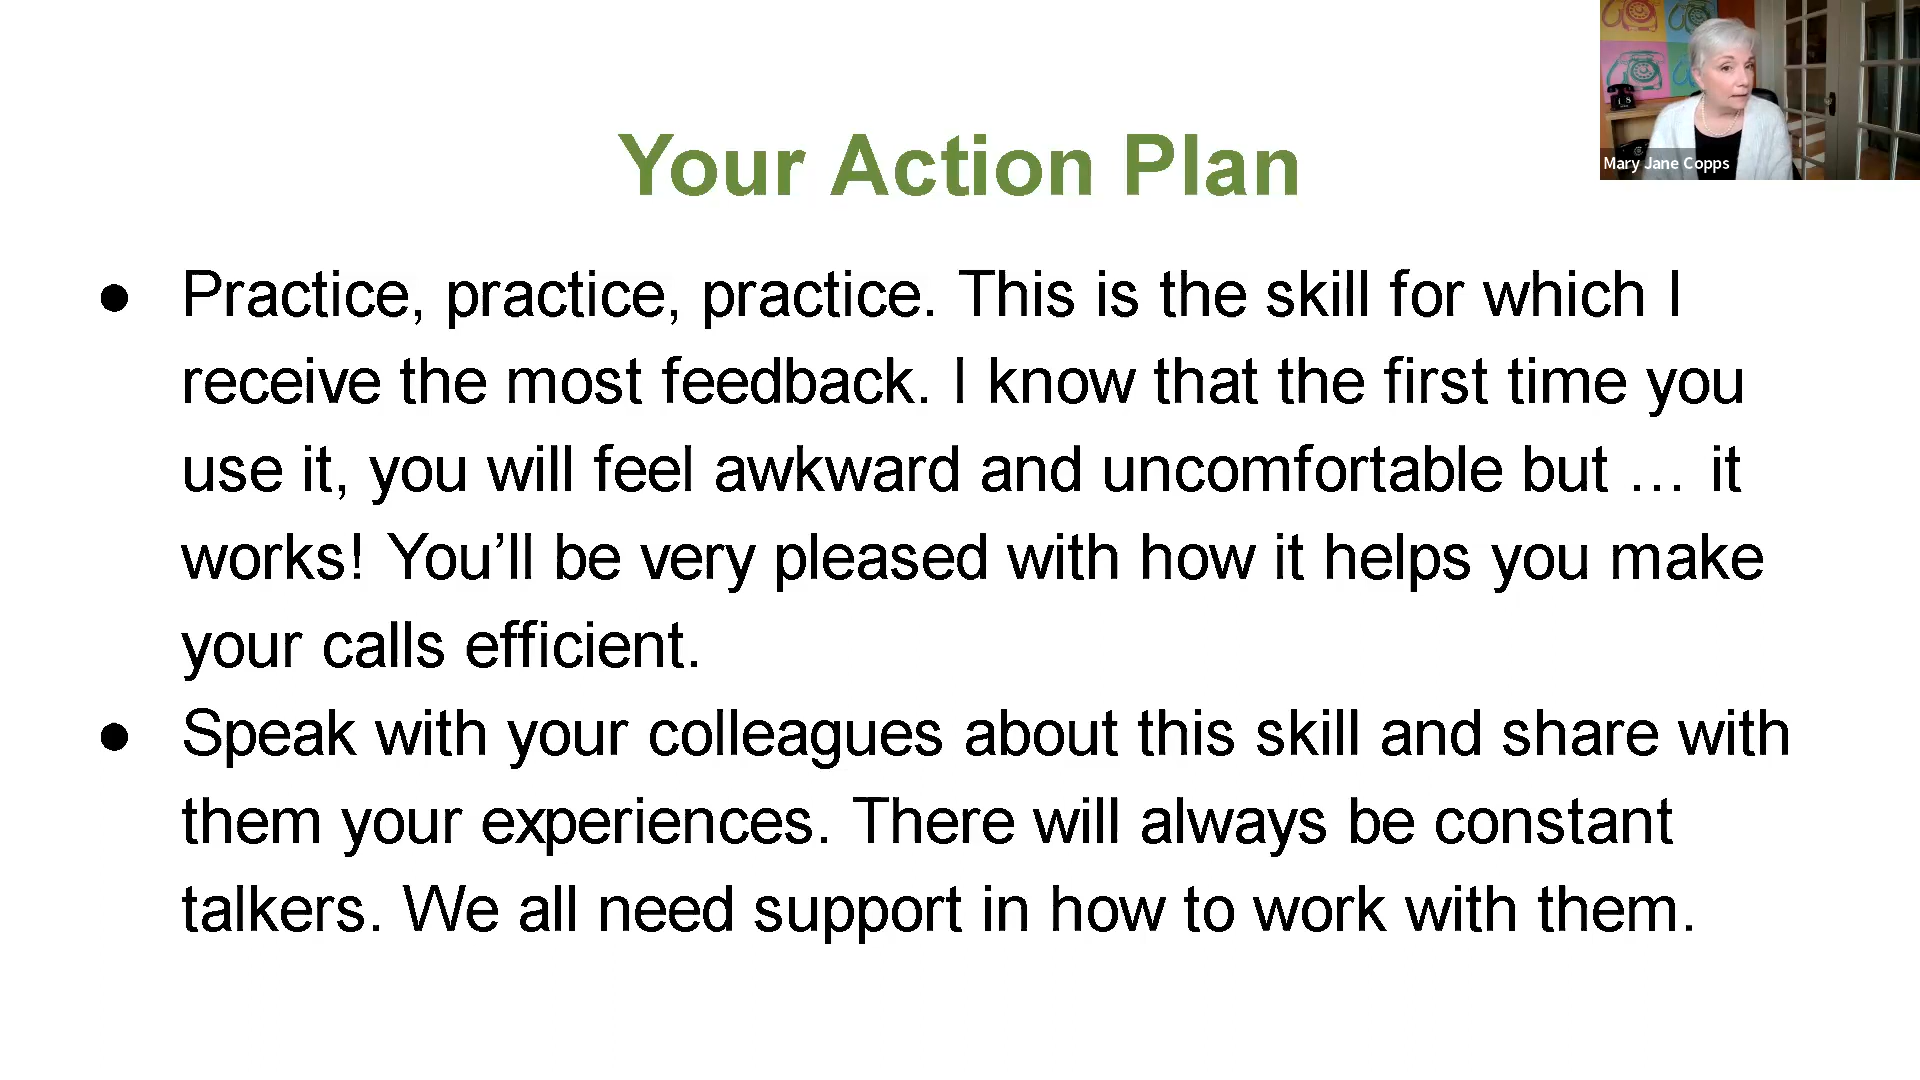 Your Action Plan
● Practice, practice, practice. This is the skill for which I
receive the most feedback. I know that the first time you
use it, you will feel awkward and uncomfortable but … it
works! You’ll be very pleased with how it helps you make
your calls efficient.
● Speak with your colleagues about this skill and share with
them your experiences. There will always be constant
talkers. We all need support in how to work with them.
Mary Jane Copps